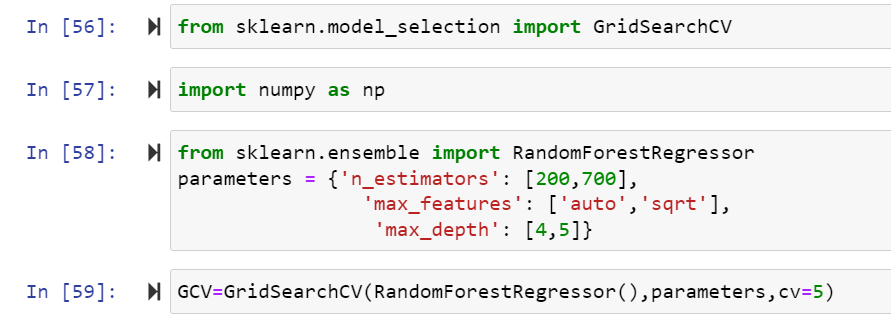 In [56]: from sklearn.model_selection import GridSearchCV
In [57]: import numpy as np
In [58]: from sklearn.ensemble import RandomForestRegressor
parameters = {'n_estimators': [200,700],
'max_features': ['auto','sqrt'],
'max_depth': [4,5]}
In [59]: GCV=GridSearchCV(RandomForestRegressor(),parameters,cv=5)